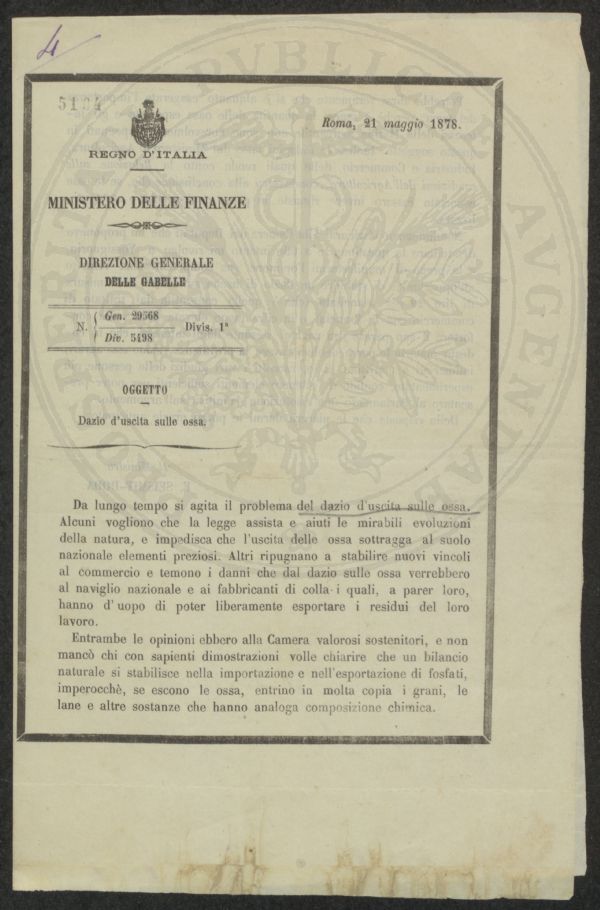 4
5194
Roma, 21 maggio 1878.
REGNO D'ITALIA
MINISTERO DELLE FINANZE
DIREZIONE GENERALE
DELLE GABELLE
N. Gen. 29568 Divis. 1ª
Div. 5498
OGGETTO
Dazio d'uscita sulle ossa.
Da lungo tempo si agita il problema del dazio d'uscita sulle ossa.
Alcuni vogliono che la legge assista e aiuti le mirabili evoluzioni
della natura, e impedisca che l'uscita delle ossa sottragga al suolo
nazionale elementi preziosi. Altri ripugnano a stabilire nuovi vincoli
al commercio e temono i danni che dal dazio sulle ossa verrebbero
al naviglio nazionale e ai fabbricanti di colla i quali, a parer loro,
hanno d'uopo di poter liberamente esportare i residui del loro
lavoro.
Entrambe le opinioni ebbero alla Camera valorosi sostenitori, e non
mancò chi con sapienti dimostrazioni volle chiarire che un bilancio
naturale si stabilisce nella importazione e nell'esportazione di fosfati,
imperocchè, se escono le ossa, entrino in molta copia i grani, le
lane e altre sostanze che hanno analoga composizione chimica.